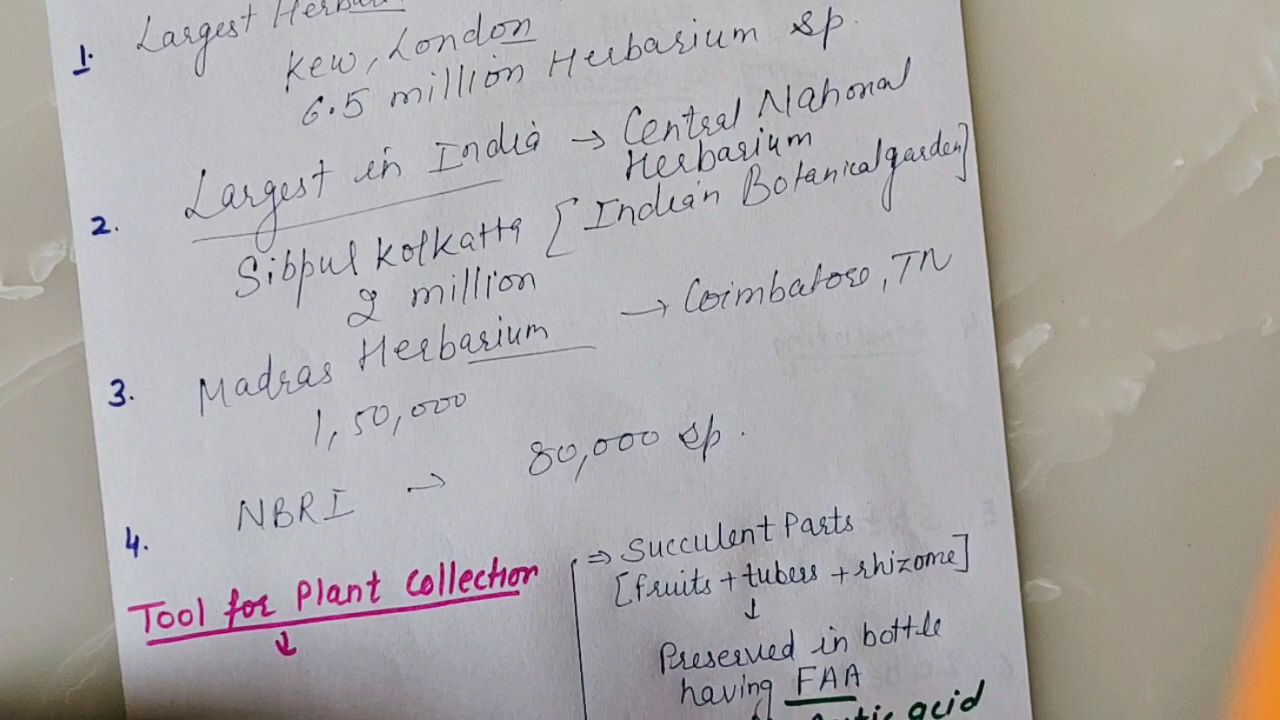 1. Largest Herbar
Kew, London
6.5 million Herbarium sp.
2. Largest in India → Central National
Herbarium
Sibpul Kolkatta [Indian Botanical garden]
2 million
3. Madras Herbarium → Coimbatore, TN
1,50,000
4. NBRI → 80,000 sp.
Tool for Plant Collection
↓
⇒ Succulent Parts
[fruits + tubers + rhizome]
↓
Preserved in bottle
having FAA
acid